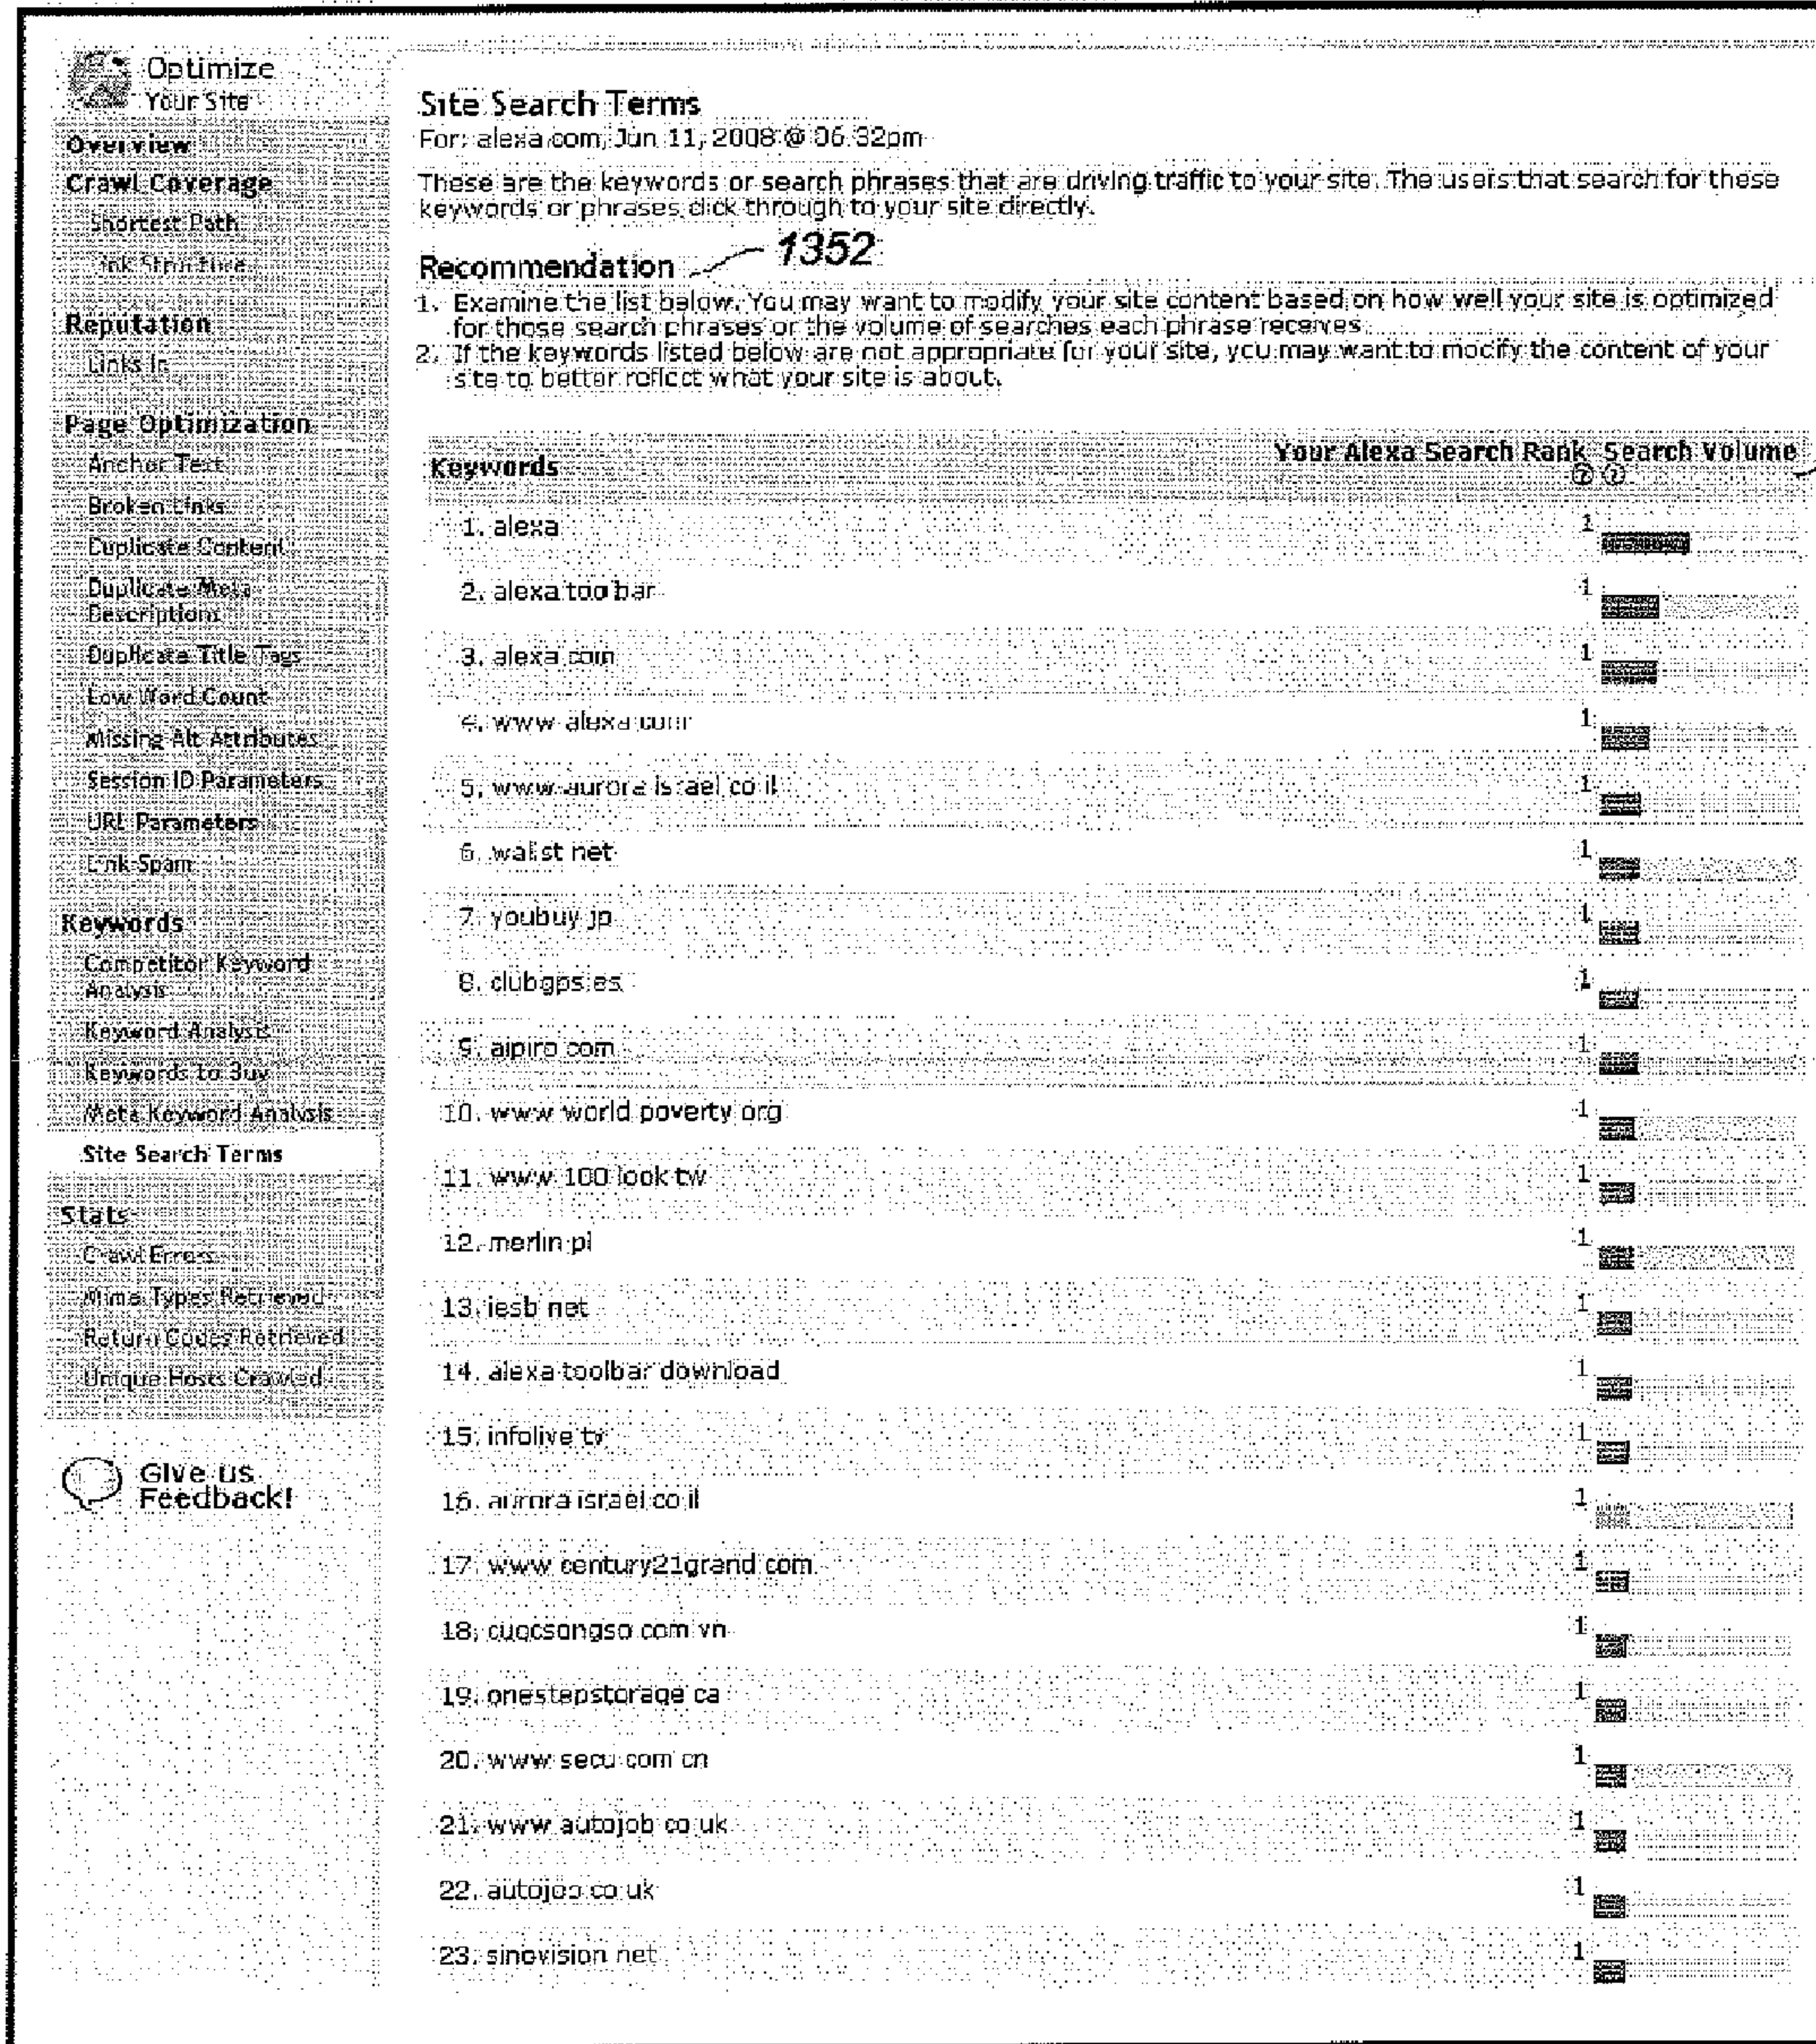 Optimize
Your Site
Overview
Crawl Coverage
Shortest Path
Link Structure
Reputation
Links In
Page Optimization
Anchor Text
Broken Links
Duplicate Content
Duplicate Meta
Descriptions
Duplicate Title Tags
Low Word Count
Missing Alt Attributes
Session ID Parameters
URL Parameters
Link Spam
Keywords
Competitor Keyword
Analysis
Keyword Analysis
Keywords to Buy
Meta Keyword Analysis
Site Search Terms
Stats
Crawl Errors
Mime Types Retrieved
Return Codes Retrieved
Unique Hosts Crawled
Give us
Feedback!
Site Search Terms
For: alexa.com, Jun 11, 2008 @ 06:32pm
These are the keywords or search phrases that are driving traffic to your site. The users that search for these
keywords or phrases click through to your site directly.
Recommendation 1352
1. Examine the list below. You may want to modify your site content based on how well your site is optimized
for those search phrases or the volume of searches each phrase receives.
2. If the keywords listed below are not appropriate for your site, you may want to modify the content of your
site to better reflect what your site is about.
Keywords Your Alexa Search Rank Search Volume
? ?
1. alexa 1
2. alexa toolbar 1
3. alexa com 1
4. www alexa com 1
5. www aurora israel co il 1
6. walist net 1
7. youbuy jp 1
8. clubgps es 1
9. aipiro com 1
10. www world poverty org 1
11. www 100 look tw 1
12. merlin pl 1
13. iesb net 1
14. alexa toolbar download 1
15. infolive tv 1
16. aurora israel co il 1
17. www century21grand com 1
18. cuocsongso com vn 1
19. onestepstorage ca 1
20. www secu com cn 1
21. www autojob co uk 1
22. autojob co uk 1
23. sinovision net 1